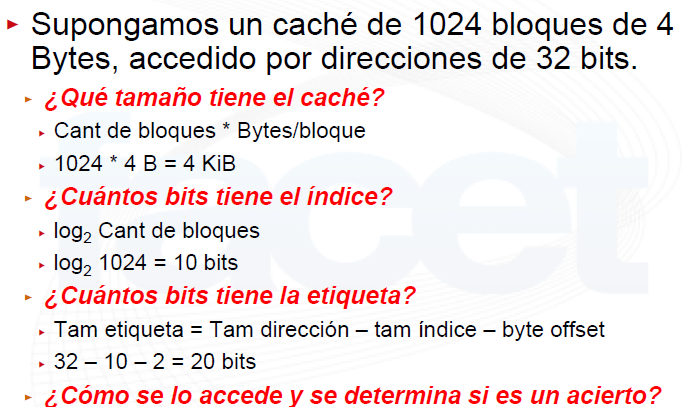 Supongamos un caché de 1024 bloques de 4
Bytes, accedido por direcciones de 32 bits.
¿Qué tamaño tiene el caché?
Cant de bloques * Bytes/bloque
1024 * 4 B = 4 KiB
¿Cuántos bits tiene el índice?
log₂ Cant de bloques
log₂ 1024 = 10 bits
¿Cuántos bits tiene la etiqueta?
Tam etiqueta = Tam dirección – tam índice – byte offset
32 – 10 – 2 = 20 bits
¿Cómo se lo accede y se determina si es un acierto?
facet